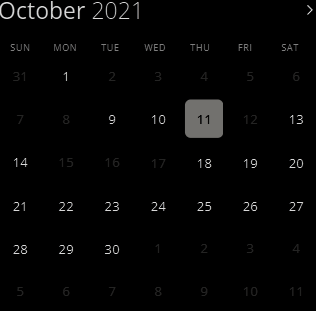 October 2021
SUN MON TUE WED THU FRI SAT
31 1 2 3 4 5 6
7 8 9 10 11 12 13
14 15 16 17 18 19 20
21 22 23 24 25 26 27
28 29 30 1 2 3 4
5 6 7 8 9 10 11